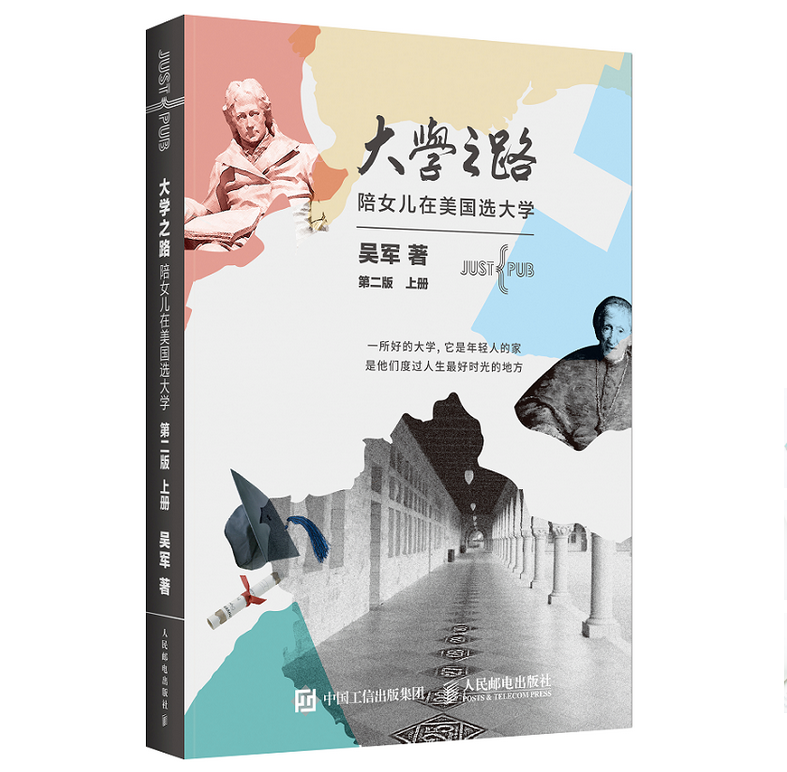 JUST PUB
大学之路 陪女儿在美国选大学 第二版 上册 吴军 著
人民邮电出版社
大學之路
陪女儿在美国选大学
吴军 著
第二版 上册
JUST PUB
一所好的大学，它是年轻人的家
是他们度过人生最好时光的地方
中国工信出版集团
人民邮电出版社
POSTS & TELECOM PRESS